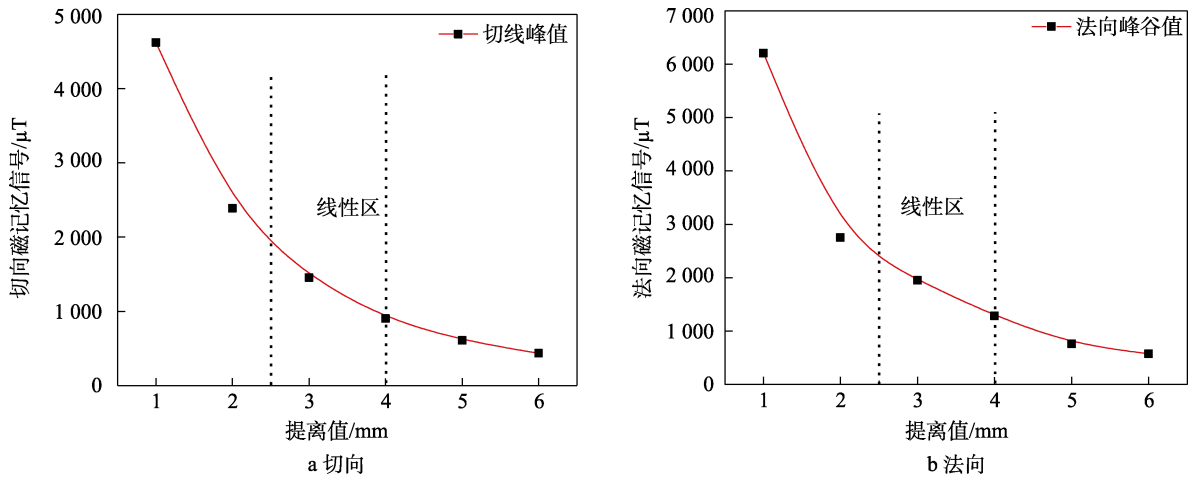 5 000
4 000
3 000
2 000
1 000
0
切向磁记忆信号/μT
切线峰值
线性区
1 2 3 4 5 6
提离值/mm
a 切向
7 000
6 000
5 000
4 000
3 000
2 000
1 000
0
法向磁记忆信号/μT
法向峰谷值
线性区
1 2 3 4 5 6
提离值/mm
b 法向